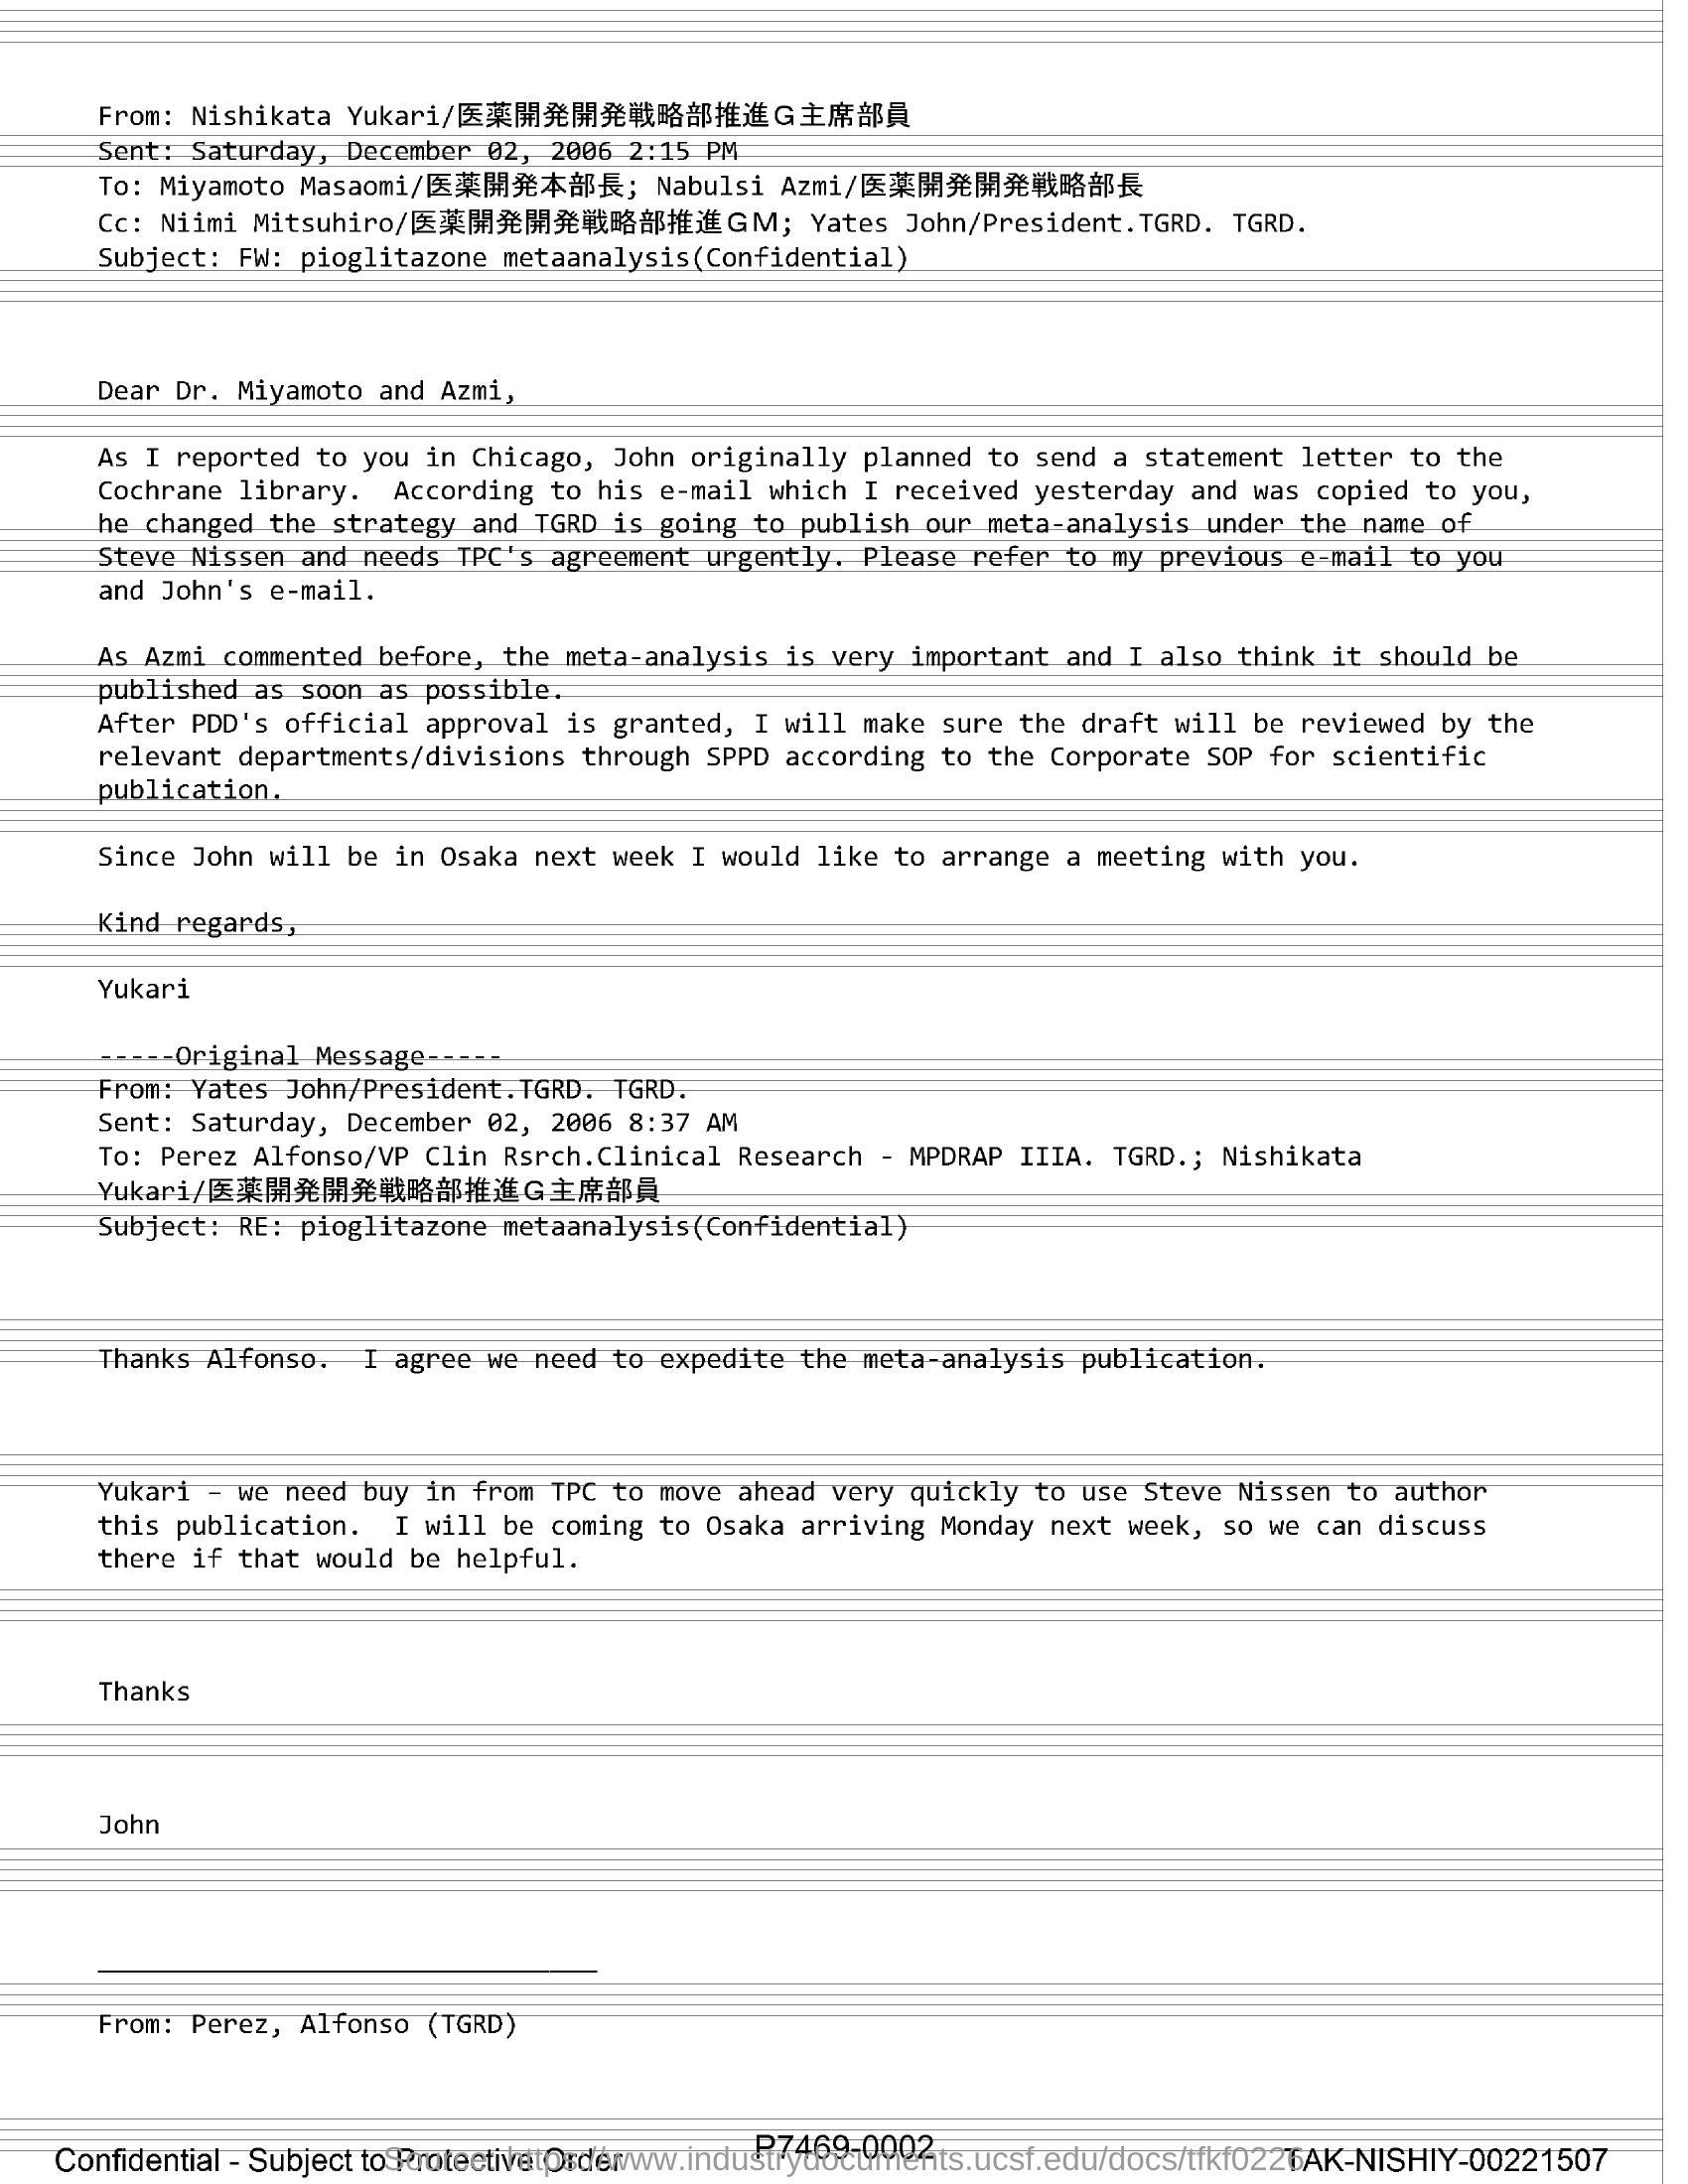 From: Nishikata Yukari/医薬開発開発戦略部推進Ｇ主席部員
Sent: Saturday, December 02, 2006 2:15 PM
To: Miyamoto Masaomi/医薬開発本部長; Nabulsi Azmi/医薬開発開発戦略部長
Cc: Niimi Mitsuhiro/医薬開発開発戦略部推進ＧＭ; Yates John/President.TGRD. TGRD.
Subject: FW: pioglitazone metaanalysis(Confidential)
Dear Dr. Miyamoto and Azmi,
As I reported to you in Chicago, John originally planned to send a statement letter to the
Cochrane library.  According to his e-mail which I received yesterday and was copied to you,
he changed the strategy and TGRD is going to publish our meta-analysis under the name of
Steve Nissen and needs TPC's agreement urgently. Please refer to my previous e-mail to you
and John's e-mail.
As Azmi commented before, the meta-analysis is very important and I also think it should be
published as soon as possible.
After PDD's official approval is granted, I will make sure the draft will be reviewed by the
relevant departments/divisions through SPPD according to the Corporate SOP for scientific
publication.
Since John will be in Osaka next week I would like to arrange a meeting with you.
Kind regards,
Yukari
-----Original Message-----
From: Yates John/President.TGRD. TGRD.
Sent: Saturday, December 02, 2006 8:37 AM
To: Perez Alfonso/VP Clin Rsrch.Clinical Research - MPDRAP IIIA. TGRD.; Nishikata
Yukari/医薬開発開発戦略部推進Ｇ主席部員
Subject: RE: pioglitazone metaanalysis(Confidential)
Thanks Alfonso.  I agree we need to expedite the meta-analysis publication.
Yukari – we need buy in from TPC to move ahead very quickly to use Steve Nissen to author
this publication.  I will be coming to Osaka arriving Monday next week, so we can discuss
there if that would be helpful.
Thanks
John
From: Perez, Alfonso (TGRD)
P7469-0002
Confidential - Subject to Protective Order
Source: https://www.industrydocuments.ucsf.edu/docs/tfkf0226
TAK-NISHIY-00221507